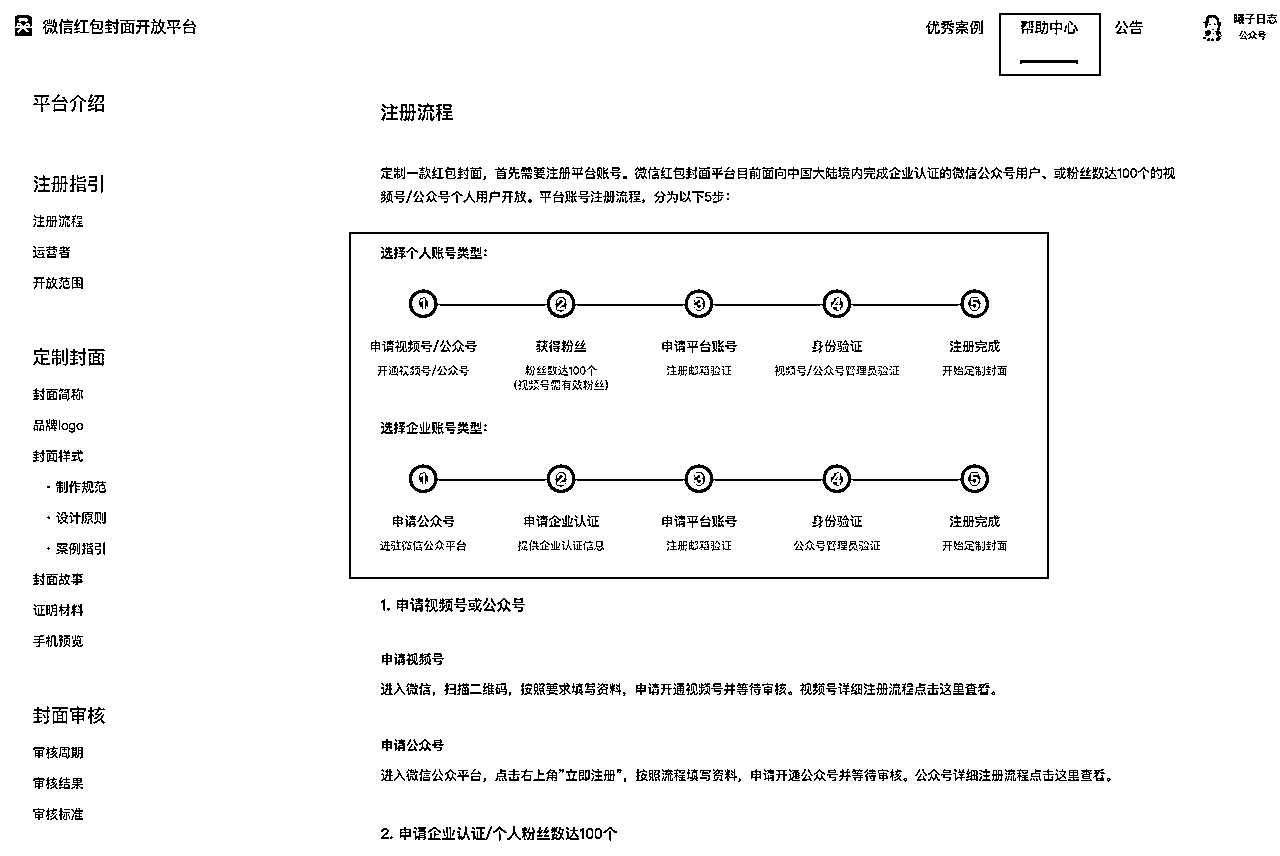 微信红包封面开放平台
优秀案例
帮助中心
公告
公众号
平台介绍
注册指引
注册流程
运营者
开放范围
定制封面
封面简称
品牌logo
封面样式
· 制作规范
· 设计原则
· 案例指引
封面故事
证明材料
手机预览
封面审核
审核周期
审核结果
审核标准
注册流程
定制一款红包封面，首先需要注册平台账号。微信红包封面平台目前面向中国大陆境内完成企业认证的微信公众号用户、或粉丝数达100个的视
频号/公众号个人用户开放。平台账号注册流程，分为以下5步：
选择个人账号类型：
1 2 3 4 5
申请视频号/公众号 获得粉丝 申请平台账号 身份验证 注册完成
开通视频号/公众号 粉丝数达100个 注册邮箱验证 视频号/公众号管理员验证 开始定制封面
(视频号需有效粉丝)
选择企业账号类型：
1 2 3 4 5
申请公众号 申请企业认证 申请平台账号 身份验证 注册完成
进驻微信公众平台 提供企业认证信息 注册邮箱验证 公众号管理员验证 开始定制封面
1. 申请视频号或公众号
申请视频号
进入微信，扫描二维码，按照要求填写资料，申请开通视频号并等待审核。视频号详细注册流程点击这里查看。
申请公众号
进入微信公众平台，点击右上角”立即注册”，按照流程填写资料，申请开通公众号并等待审核。公众号详细注册流程点击这里查看。
2. 申请企业认证/个人粉丝数达100个